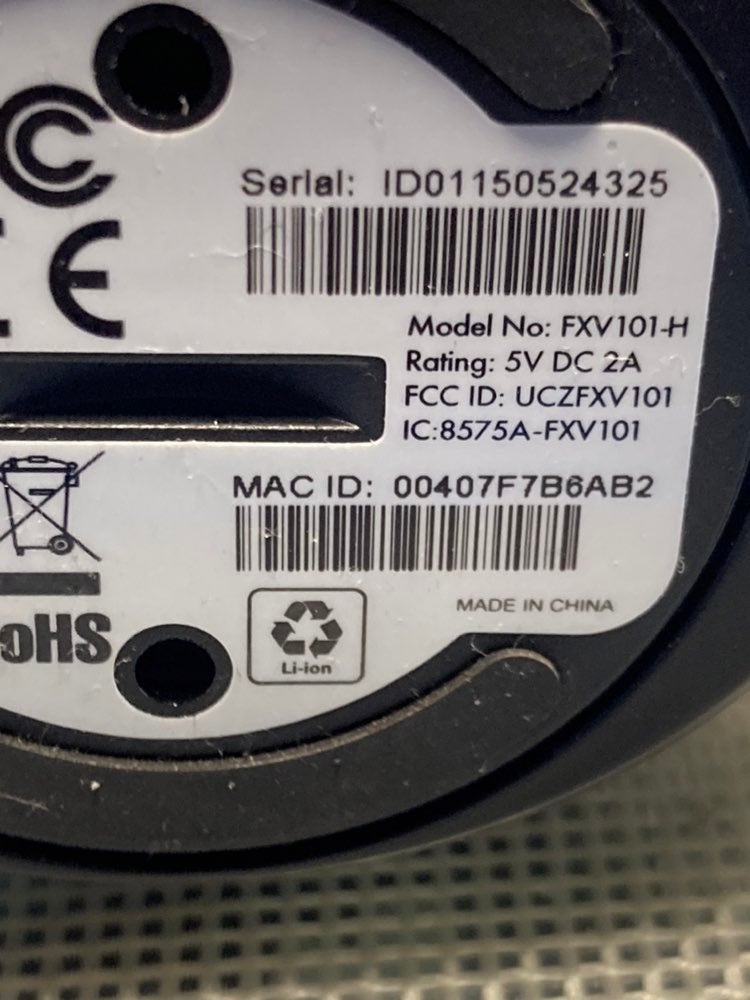 Serial: ID01150524325
Model No: FXV101-H
Rating: 5V DC 2A
FCC ID: UCZFXV101
IC:8575A-FXV101
MAC ID: 00407F7B6AB2
MADE IN CHINA
oHS
Li-ion